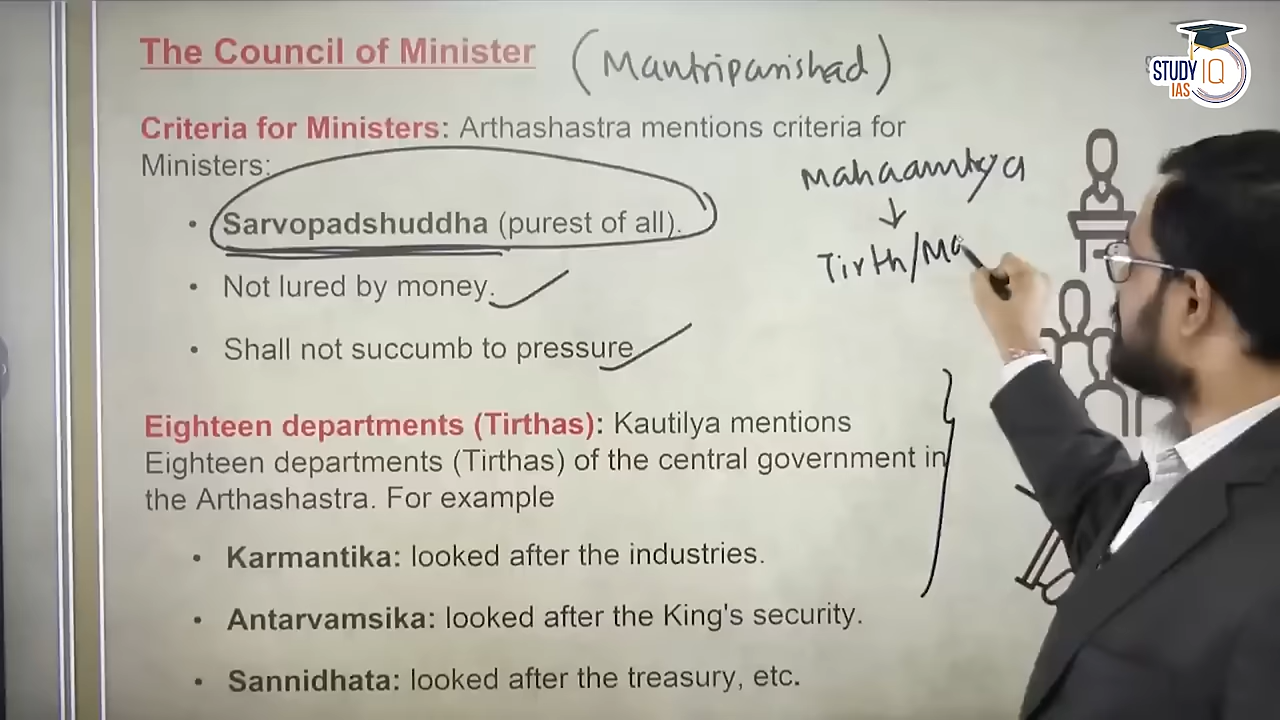 The Council of Minister (Mantriparishad)
STUDY IQ
IAS
Criteria for Ministers: Arthashastra mentions criteria for
Ministers:
Mahaamtya
• Sarvopadshuddha (purest of all).
↓
Tirth/Ma
• Not lured by money.
• Shall not succumb to pressure
Eighteen departments (Tirthas): Kautilya mentions
Eighteen departments (Tirthas) of the central government in
the Arthashastra. For example
• Karmantika: looked after the industries.
• Antarvamsika: looked after the King's security.
• Sannidhata: looked after the treasury, etc.